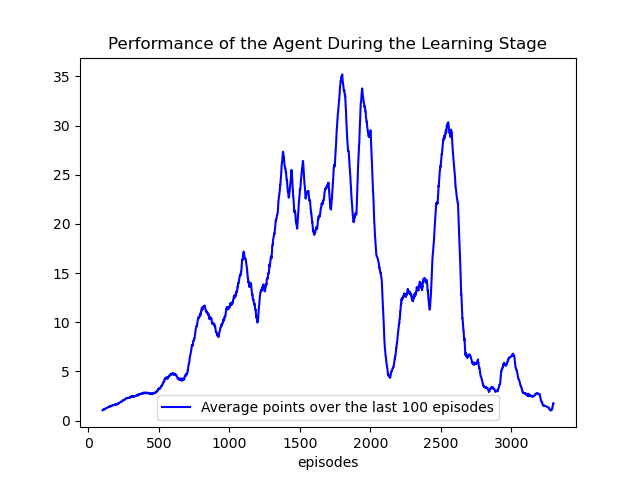 Performance of the Agent During the Learning Stage
35
30
25
20
15
10
5
0
Average points over the last 100 episodes
0 500 1000 1500 2000 2500 3000
episodes